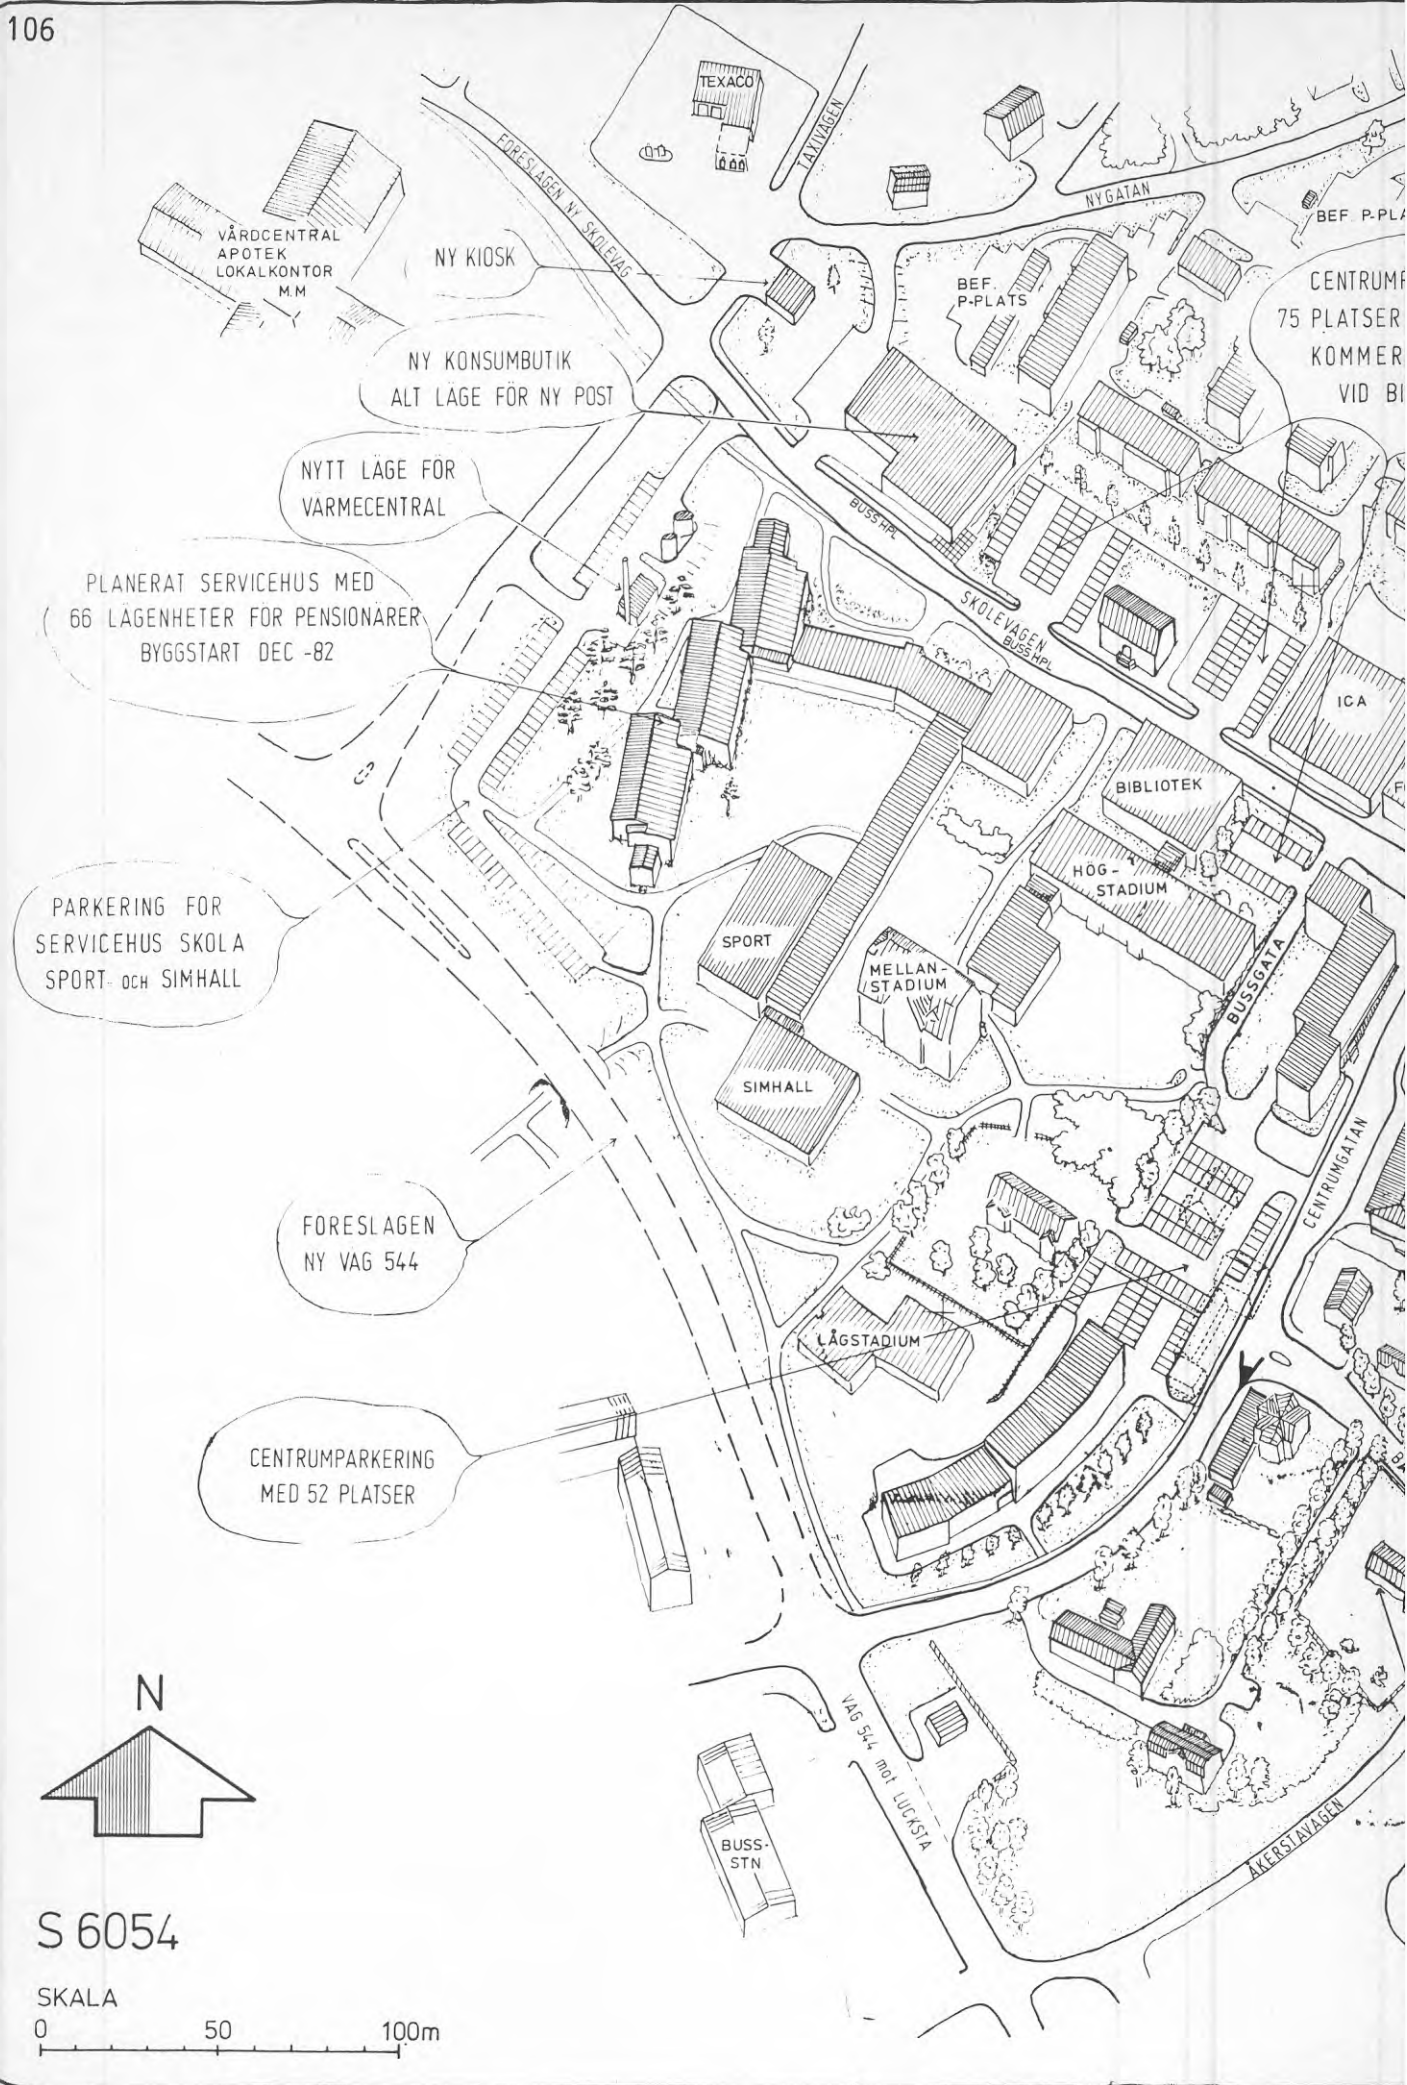 106
TEXACO
TAXIVÄGEN
FÖRESLAGEN NY SKOLEVÄG
NYGATAN
BEF. P-PLA
VÅRDCENTRAL
APOTEK
LOKALKONTOR
M.M
NY KIOSK
BEF.
P-PLATS
CENTRUMP
75 PLATSER
KOMMER
VID BI
NY KONSUMBUTIK
ALT LÄGE FÖR NY POST
NYTT LÄGE FÖR
VÄRMECENTRAL
BUSSHPL
SKOLEVÄGEN
BUSSHPL
PLANERAT SERVICEHUS MED
66 LÄGENHETER FÖR PENSIONÄRER
BYGGSTART DEC -82
ICA
BIBLIOTEK
HÖG-
STADIUM
PARKERING FÖR
SERVICEHUS SKOLA
SPORT OCH SIMHALL
SPORT
MELLAN-
STADIUM
BUSSGATA
SIMHALL
CENTRUMGATAN
FÖRESLAGEN
NY VÄG 544
LÅGSTADIUM
CENTRUMPARKERING
MED 52 PLATSER
N
VÄG 544 mot LUCKSTA
BUSS-
STN
ÅKERSTAVÄGEN
S 6054
SKALA
0 50 100m